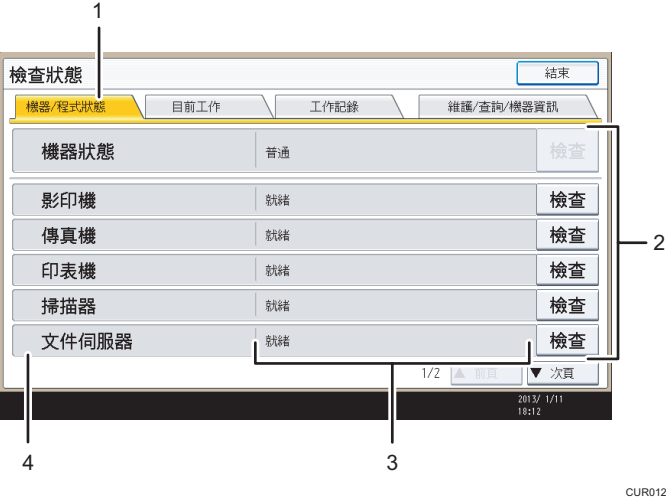 1
檢查狀態 結束
機器/程式狀態 目前工作 工作記錄 維護/查詢/機器資訊
機器狀態 普通 檢查
影印機 就緒 檢查
2
傳真機 就緒 檢查
印表機 就緒 檢查
掃描器 就緒 檢查
文件伺服器 就緒 檢查
1/2 ▲ 前頁 ▼ 次頁
2013/ 1/11
18:12
4 3
CUR012